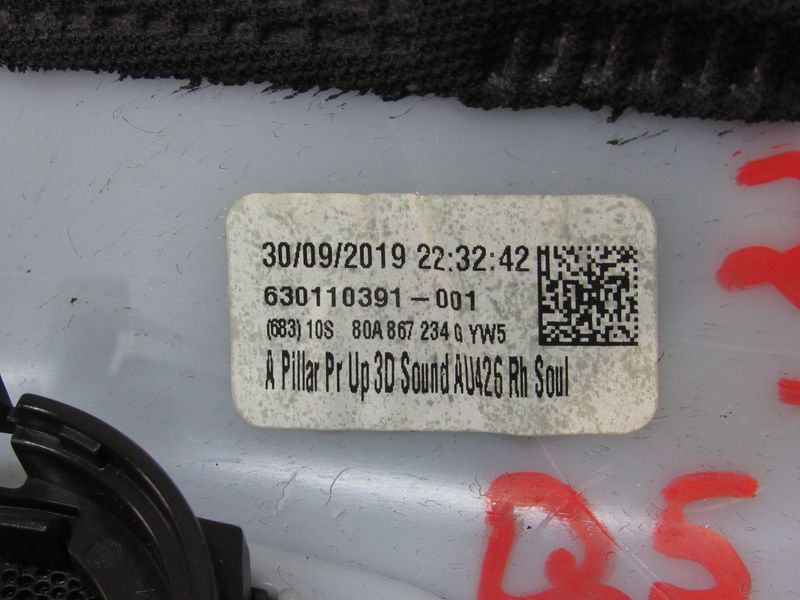 30/09/2019 22:32:42
630110391-001
(683) 10S 80A 867 234 G YW5
A Pillar Pr Up 3D Sound AU426 Rh Soul
Q5